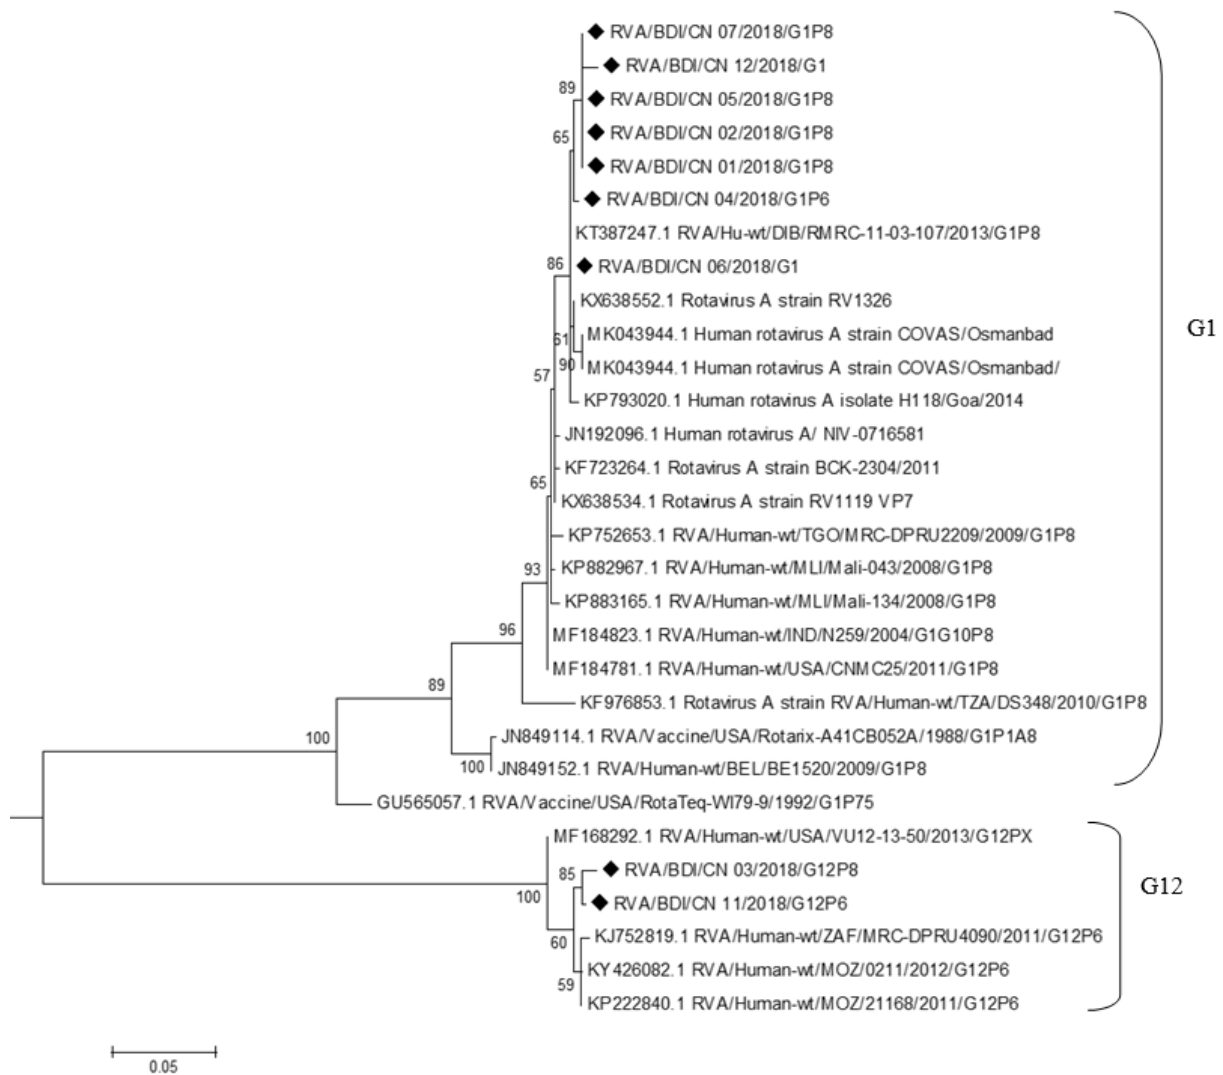 RVA/BDI/CN 07/2018/G1P8
RVA/BDI/CN 12/2018/G1
89
RVA/BDI/CN 05/2018/G1P8
RVA/BDI/CN 02/2018/G1P8
65
RVA/BDI/CN 01/2018/G1P8
RVA/BDI/CN 04/2018/G1P6
KT387247.1 RVA/Hu-wt/DIB/RMRC-11-03-107/2013/G1P8
86
RVA/BDI/CN 06/2018/G1
KX638552.1 Rotavirus A strain RV1326
G1
61
MK043944.1 Human rotavirus A strain COVAS/Osmanbad
90
MK043944.1 Human rotavirus A strain COVAS/Osmanbad/
57
KP793020.1 Human rotavirus A isolate H118/Goa/2014
JN192096.1 Human rotavirus A/ NIV-0716581
KF723264.1 Rotavirus A strain BCK-2304/2011
65
KX638534.1 Rotavirus A strain RV1119 VP7
KP752653.1 RVA/Human-wt/TGO/MRC-DPRU2209/2009/G1P8
93
KP882967.1 RVA/Human-wt/MLI/Mali-043/2008/G1P8
KP883165.1 RVA/Human-wt/MLI/Mali-134/2008/G1P8
96
MF184823.1 RVA/Human-wt/IND/N259/2004/G1G10P8
MF184781.1 RVA/Human-wt/USA/CNMC25/2011/G1P8
89
KF976853.1 Rotavirus A strain RVA/Human-wt/TZA/DS348/2010/G1P8
100
JN849114.1 RVA/Vaccine/USA/Rotarix-A41CB052A/1988/G1P1A8
100
JN849152.1 RVA/Human-wt/BEL/BE1520/2009/G1P8
GU565057.1 RVA/Vaccine/USA/RotaTeq-WI79-9/1992/G1P75
MF168292.1 RVA/Human-wt/USA/VU12-13-50/2013/G12PX
85
RVA/BDI/CN 03/2018/G12P8
G12
100
RVA/BDI/CN 11/2018/G12P6
60
KJ752819.1 RVA/Human-wt/ZAF/MRC-DPRU4090/2011/G12P6
KY426082.1 RVA/Human-wt/MOZ/0211/2012/G12P6
59
KP222840.1 RVA/Human-wt/MOZ/21168/2011/G12P6
0.05